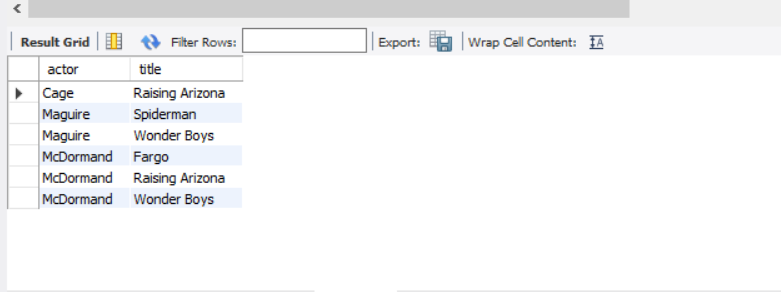 Result Grid Filter Rows: Export: Wrap Cell Content: IA
actor title
Cage Raising Arizona
Maguire Spiderman
Maguire Wonder Boys
McDormand Fargo
McDormand Raising Arizona
McDormand Wonder Boys